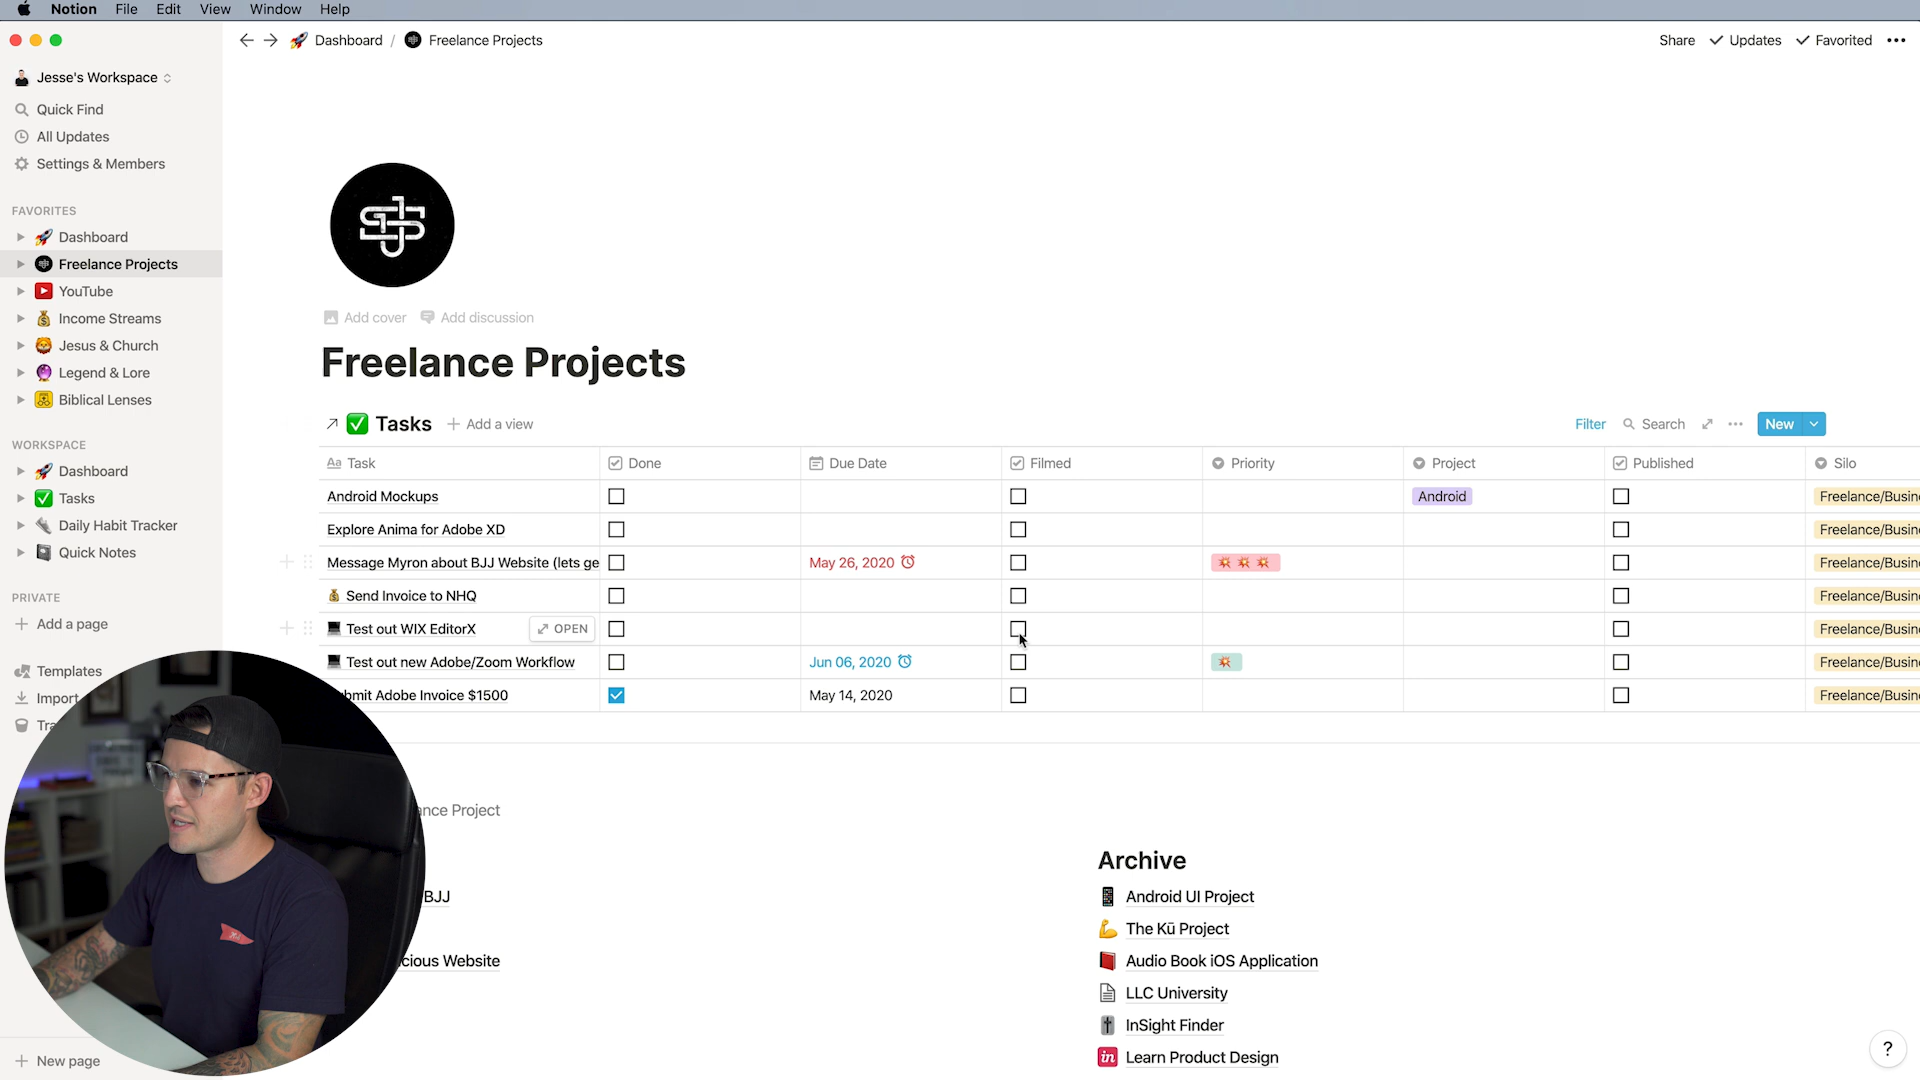 Notion File Edit View Window Help
Dashboard / Freelance Projects
Share Updates Favorited
Jesse's Workspace
Quick Find
All Updates
Settings & Members
FAVORITES
Dashboard
Freelance Projects
YouTube
Income Streams
Jesus & Church
Legend & Lore
Biblical Lenses
WORKSPACE
Dashboard
Tasks
Daily Habit Tracker
Quick Notes
PRIVATE
Add a page
Templates
Import
Tra
New page
Add cover Add discussion
Freelance Projects
Tasks Add a view
Filter Search New
Aa Task Done Due Date Filmed Priority Project Published Silo
Android Mockups Android Freelance/Busin
Explore Anima for Adobe XD Freelance/Busin
Message Myron about BJJ Website (lets ge May 26, 2020 Freelance/Busin
Send Invoice to NHQ Freelance/Busin
Test out WIX EditorX OPEN Freelance/Busin
Test out new Adobe/Zoom Workflow Jun 06, 2020 Freelance/Busin
bmit Adobe Invoice $1500 May 14, 2020 Freelance/Busin
ance Project
BJJ
cious Website
Archive
Android UI Project
The Kū Project
Audio Book iOS Application
LLC University
InSight Finder
in Learn Product Design
?